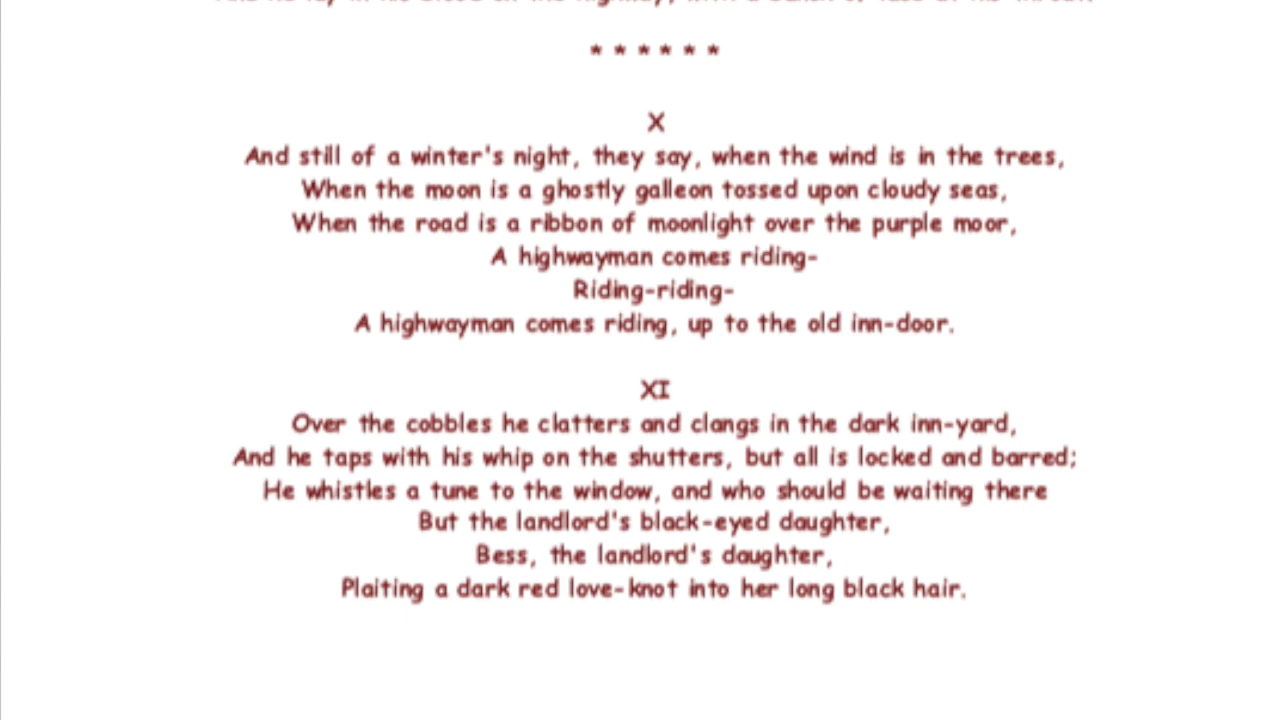 * * * * * *
X
And still of a winter's night, they say, when the wind is in the trees,
When the moon is a ghostly galleon tossed upon cloudy seas,
When the road is a ribbon of moonlight over the purple moor,
A highwayman comes riding-
Riding-riding-
A highwayman comes riding, up to the old inn-door.
XI
Over the cobbles he clatters and clangs in the dark inn-yard,
And he taps with his whip on the shutters, but all is locked and barred;
He whistles a tune to the window, and who should be waiting there
But the landlord's black-eyed daughter,
Bess, the landlord's daughter,
Plaiting a dark red love-knot into her long black hair.